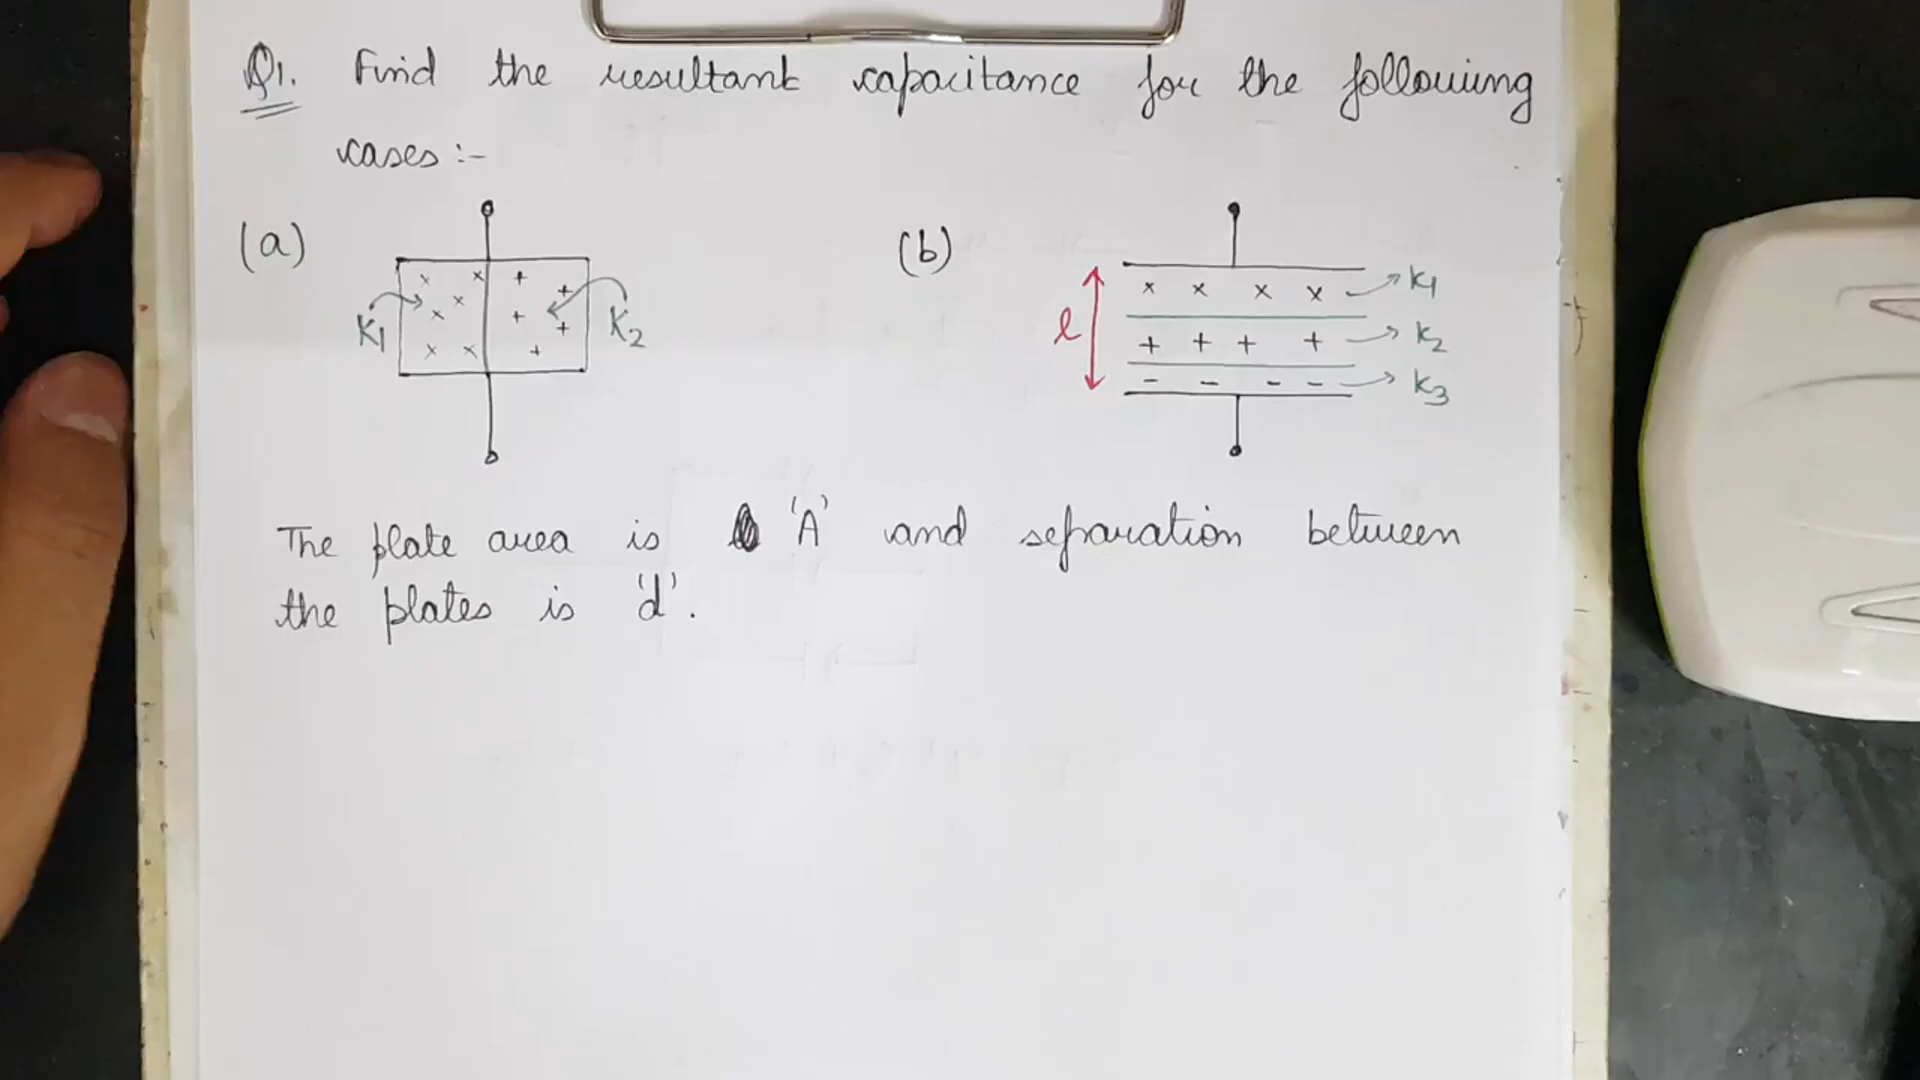 Q1. Find the resultant capacitance for the following
cases :-
(a)
K1
K2
(b)
l
K1
K2
K3
The plate area is 'A' and separation between
the plates is 'd'.